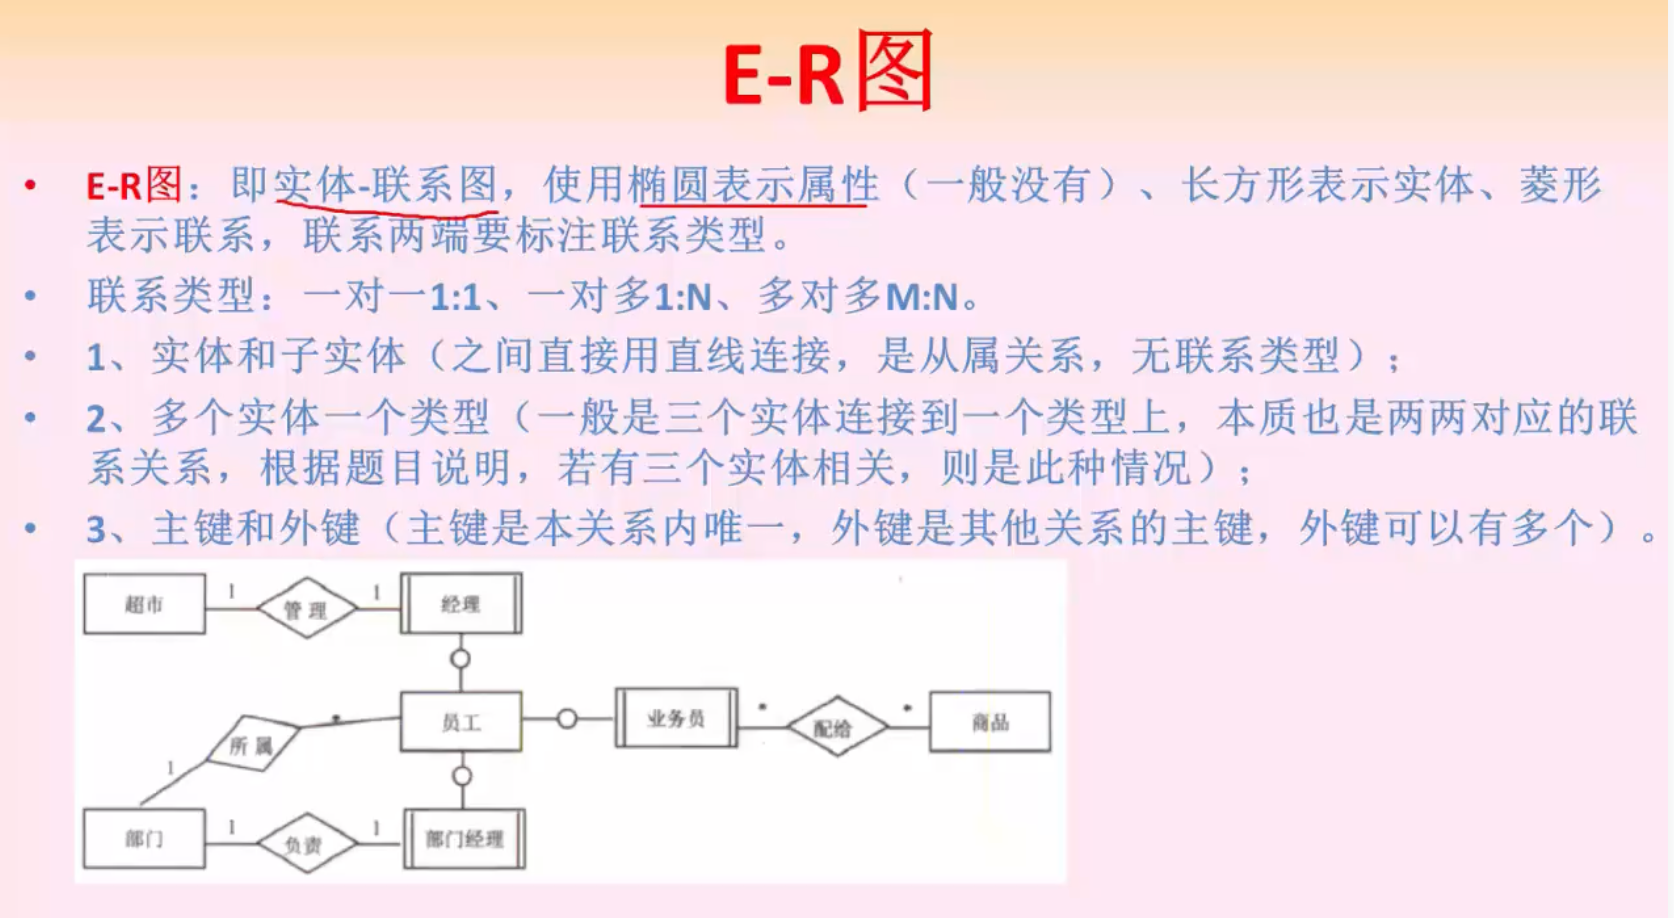 E-R图
• E-R图：即实体-联系图，使用椭圆表示属性（一般没有）、长方形表示实体、菱形
表示联系，联系两端要标注联系类型。
• 联系类型：一对一1:1、一对多1:N、多对多M:N。
• 1、实体和子实体（之间直接用直线连接，是从属关系，无联系类型）；
• 2、多个实体一个类型（一般是三个实体连接到一个类型上，本质也是两两对应的联
系关系，根据题目说明，若有三个实体相关，则是此种情况）；
• 3、主键和外键（主键是本关系内唯一，外键是其他关系的主键，外键可以有多个）。
超市 1 管理 1 经理
员工 业务员 * 配给 * 商品
* 所属 1
部门 1 负责 1 部门经理